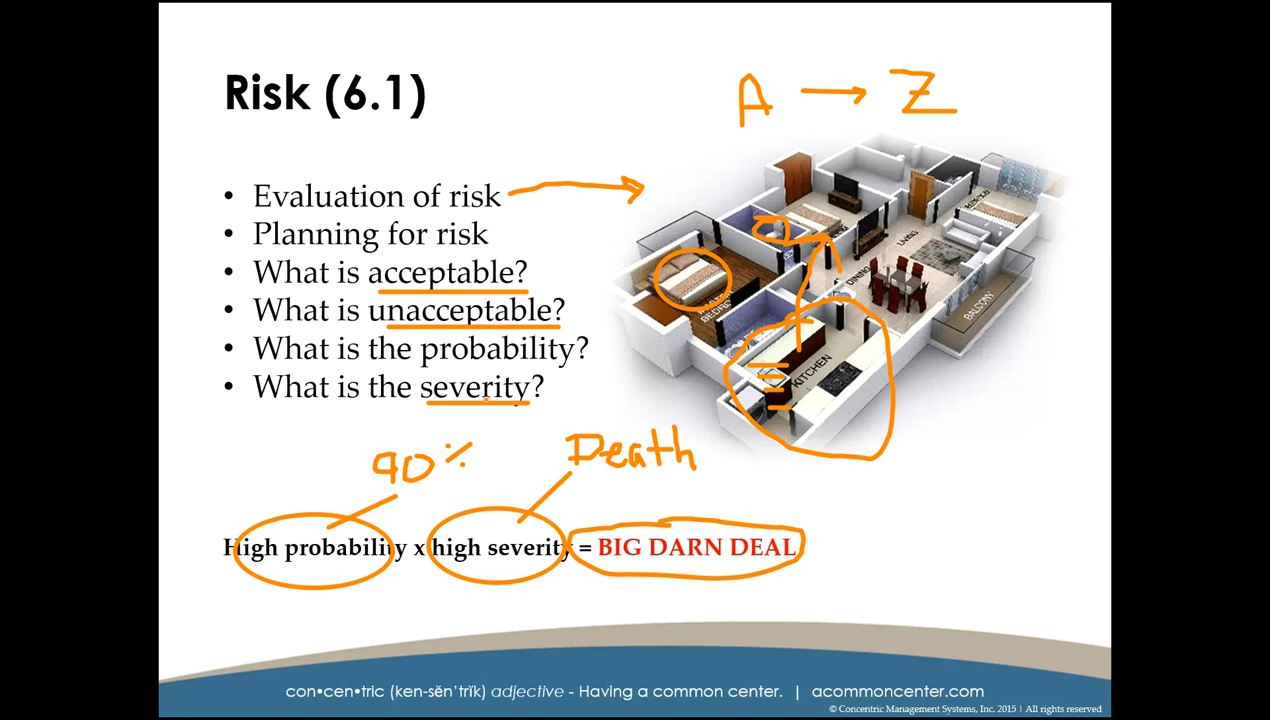 Risk (6.1)
A → Z
• Evaluation of risk
• Planning for risk
• What is acceptable?
• What is unacceptable?
• What is the probability?
• What is the severity?
LIVING
DINING
BALCONY
KITCHEN
90%
Death
High probability x high severity = BIG DARN DEAL
con•cen•tric (ken-sĕn'trĭk) adjective - Having a common center. | acommoncenter.com
© Concentric Management Systems, Inc. 2015 | All rights reserved